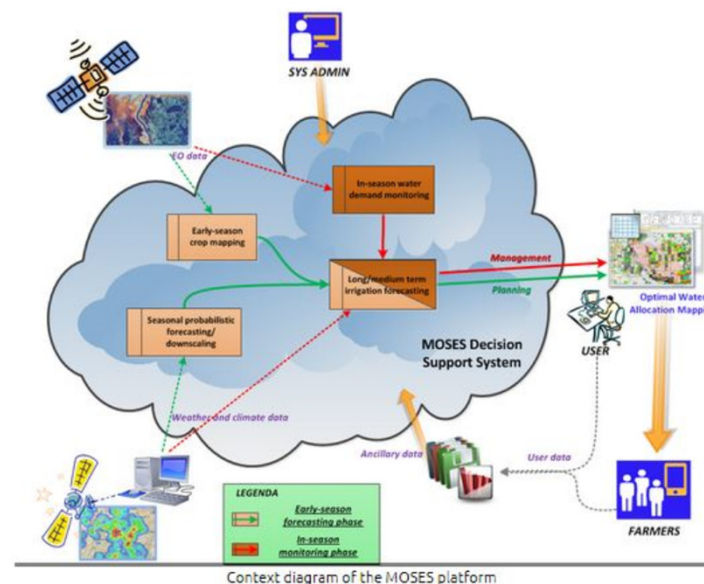 SYS ADMIN
EO data
In-season water
demand monitoring
Early-season
crop mapping
Long/medium term
irrigation forecasting
Management
Planning
Seasonal probabilistic
forecasting/
downscaling
Optimal Water
Allocation Mappi
USER
MOSES Decision
Support System
Weather and climate data
Ancillary data
User data
LEGENDA
Early-season
forecasting phase
In-season
monitoring phase
FARMERS
Context diagram of the MOSES platform